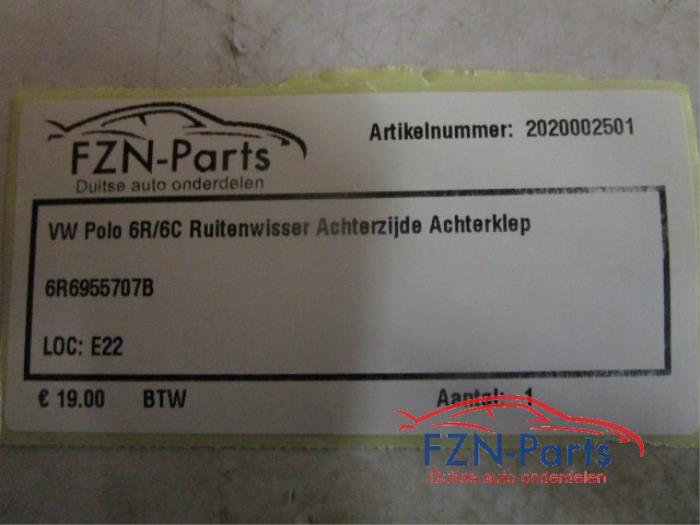 FZN-Parts
Duitse auto onderdelen
Artikelnummer: 2020002501
VW Polo 6R/6C Ruitenwisser Achterzijde Achterklep
6R6955707B
LOC: E22
€ 19.00 BTW Aantal: 1
FZN-Parts
Duitse auto onderdelen